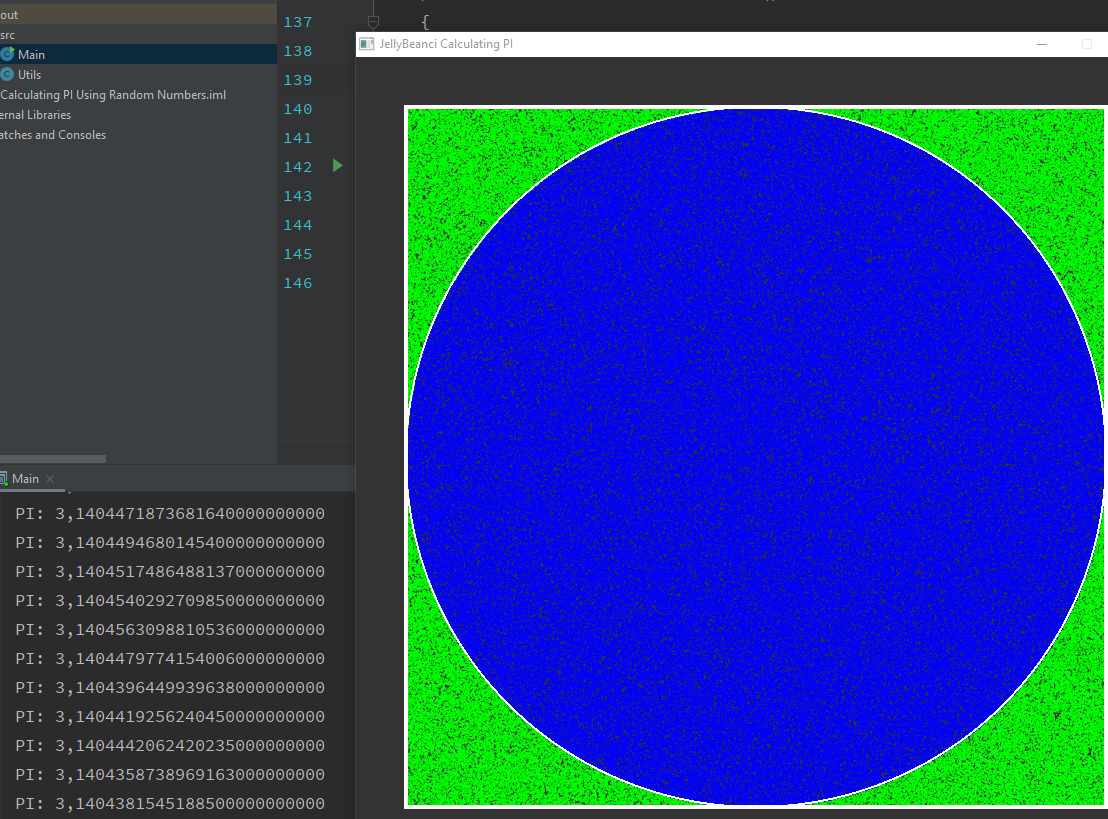 out
src
Main
Utils
Calculating PI Using Random Numbers.iml
ernal Libraries
atches and Consoles
137
{
138
139
140
141
142
143
144
145
146
JellyBeanci Calculating PI
Main
PI: 3,1404471873681640000000000
PI: 3,1404494680145400000000000
PI: 3,1404517486488137000000000
PI: 3,1404540292709850000000000
PI: 3,1404563098810536000000000
PI: 3,1404479774154006000000000
PI: 3,1404396449939638000000000
PI: 3,1404419256240450000000000
PI: 3,1404442062420235000000000
PI: 3,1404358738969163000000000
PI: 3,1404381545188500000000000